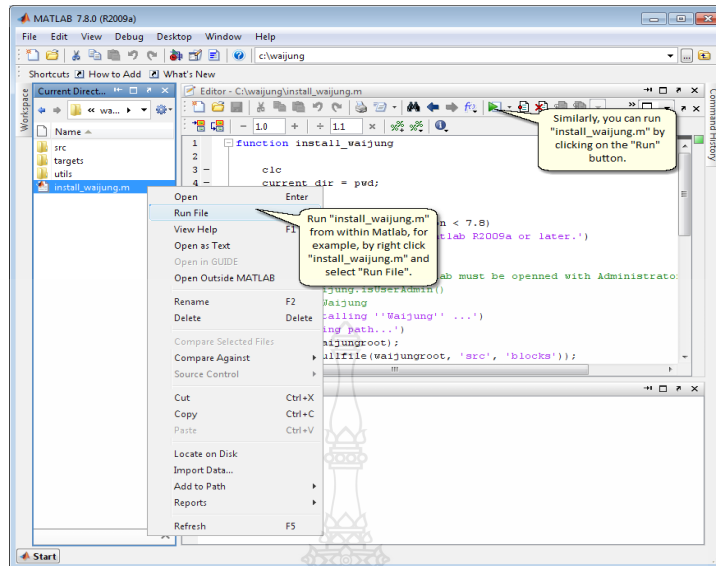 MATLAB 7.8.0 (R2009a)
File Edit View Debug Desktop Window Help
c:\waijung
Shortcuts How to Add What's New
Workspace
Current Direct...
« wa...
Name
src
targets
utils
install_waijung.m
Editor - C:\waijung\install_waijung.m
1.0
1.1
1 function install_waijung
2
3 clc
4 current dir = pwd;
n < 7.8)
tlab R2009a or later.')
ab must be openned with Administrato
ijung.isUserAdmin()
Waijung
talling ''Waijung'' ...')
ing path...')
aijungroot);
ullfile(waijungroot, 'src', 'blocks'));
Similarly, you can run
"install_waijung.m" by
clicking on the "Run"
button.
Run "install_waijung.m"
from within Matlab, for
example, by right click
"install_waijung.m" and
select "Run File".
Open Enter
Run File
View Help F1
Open as Text
Open in GUIDE
Open Outside MATLAB
Rename F2
Delete Delete
Compare Selected Files
Compare Against
Source Control
Cut Ctrl+X
Copy Ctrl+C
Paste Ctrl+V
Locate on Disk
Import Data...
Add to Path
Reports
Refresh F5
Command History
Start